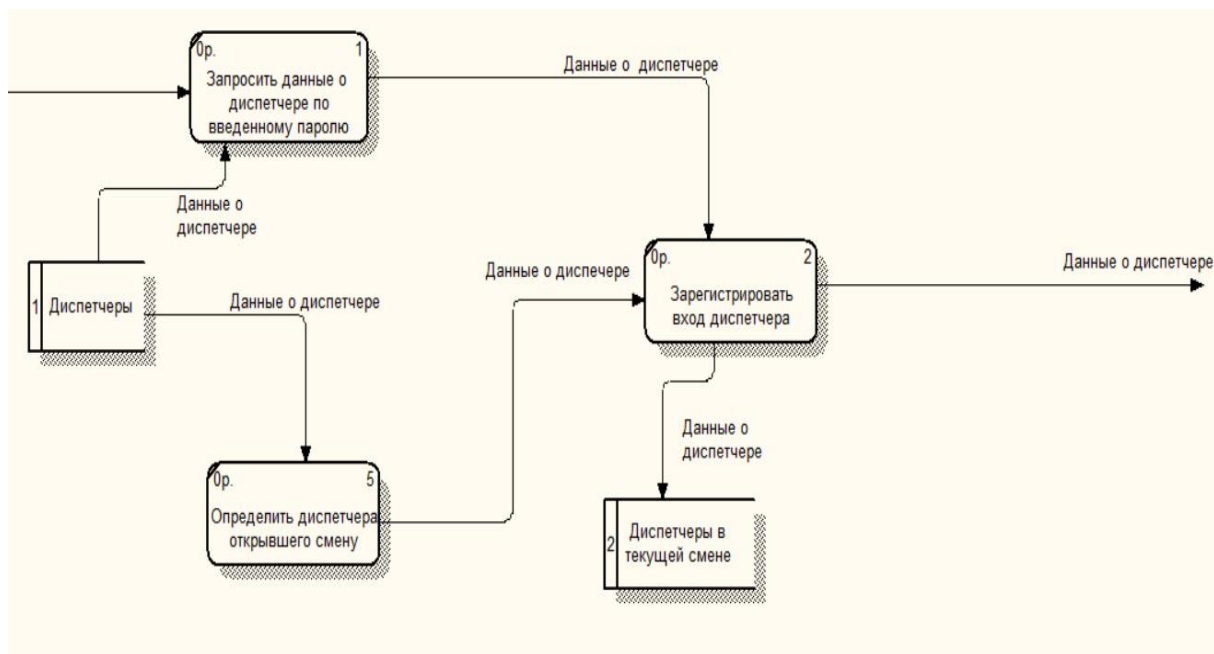 0р.
1
Запросить данные о
диспетчере по
введенному паролю
Данные о диспетчере
Данные о
диспетчере
1
Диспетчеры
Данные о диспетчере
Данные о диспечере
0р.
2
Зарегистрировать
вход диспетчера
Данные о диспетчере
Данные о
диспетчере
0р.
5
Определить диспетчера
открывшего смену
2
Диспетчеры в
текущей смене